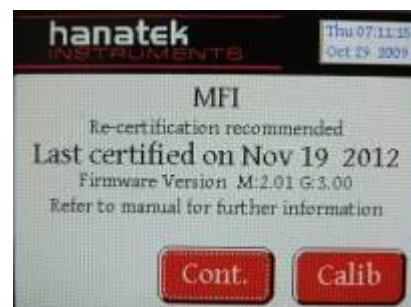 hanatek
INSTRUMENTS
Thu 07:11:15
Oct 29 2009
MFI
Re-certification recommended
Last certified on Nov 19 2012
Firmware Version M:2.01 G:3.00
Refer to manual for further information
Cont.
Calib